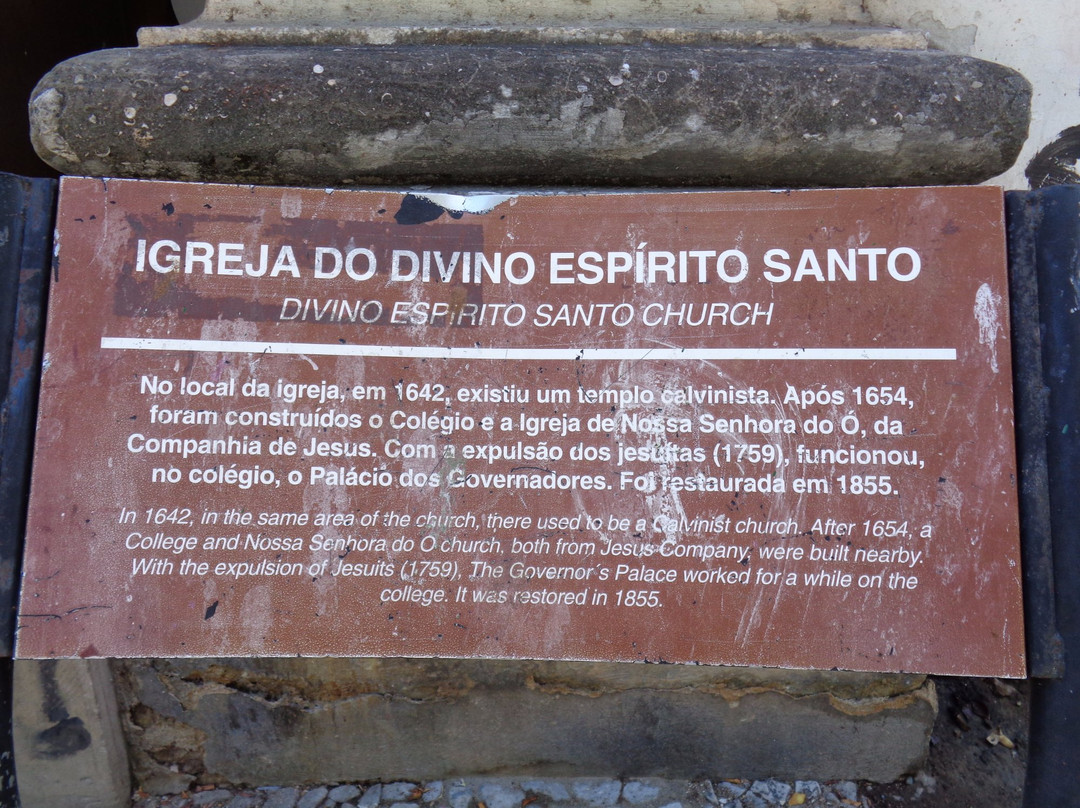 IGREJA DO DIVINO ESPÍRITO SANTO
DIVINO ESPIRITO SANTO CHURCH
No local da igreja, em 1642, existiu um templo calvinista. Após 1654,
foram construídos o Colégio e a Igreja de Nossa Senhora do Ó, da
Companhia de Jesus. Com a expulsão dos jesuítas (1759), funcionou,
no colégio, o Palácio dos Governadores. Foi restaurada em 1855.
In 1642, in the same area of the church, there used to be a Calvinist church. After 1654, a
College and Nossa Senhora do O church, both from Jesus Company, were built nearby.
With the expulsion of Jesuits (1759), The Governor´s Palace worked for a while on the
college. It was restored in 1855.